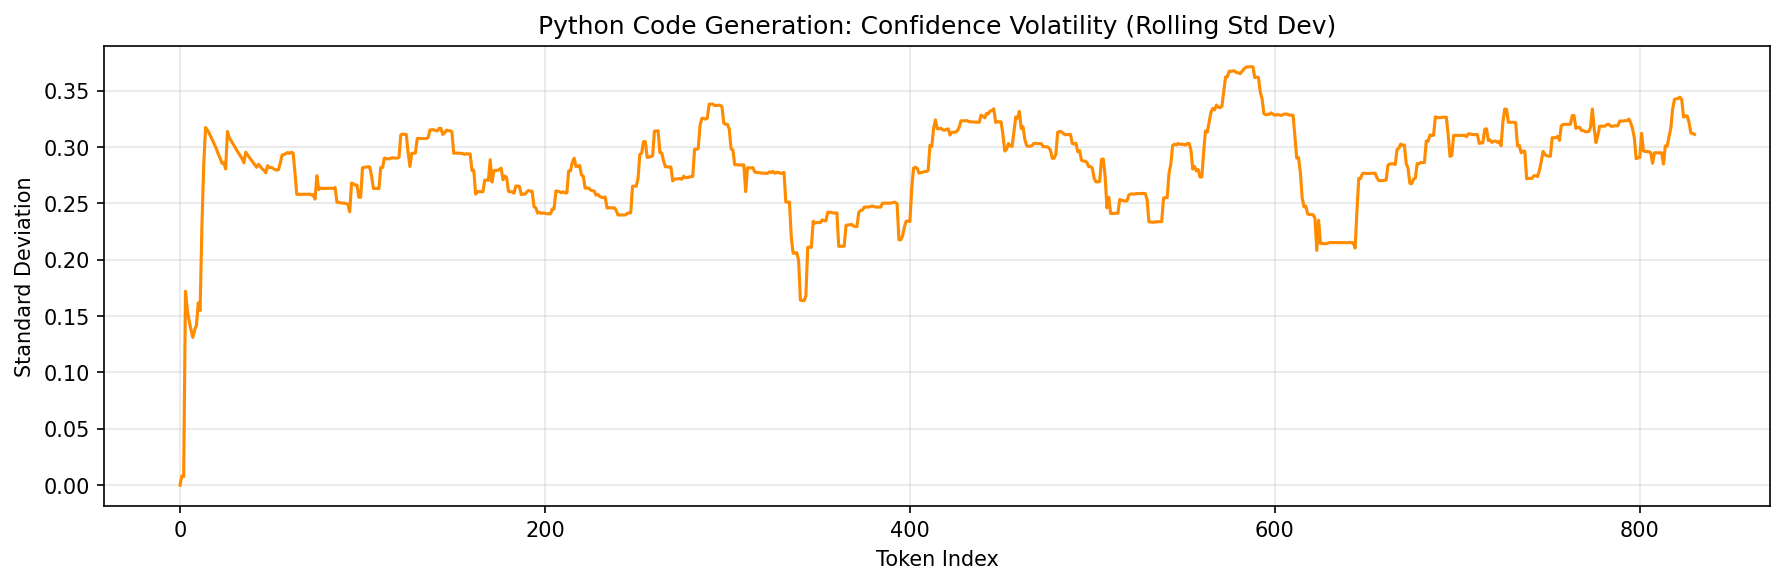 Python Code Generation: Confidence Volatility (Rolling Std Dev)
Standard Deviation
0.35
0.30
0.25
0.20
0.15
0.10
0.05
0.00
0 200 400 600 800
Token Index